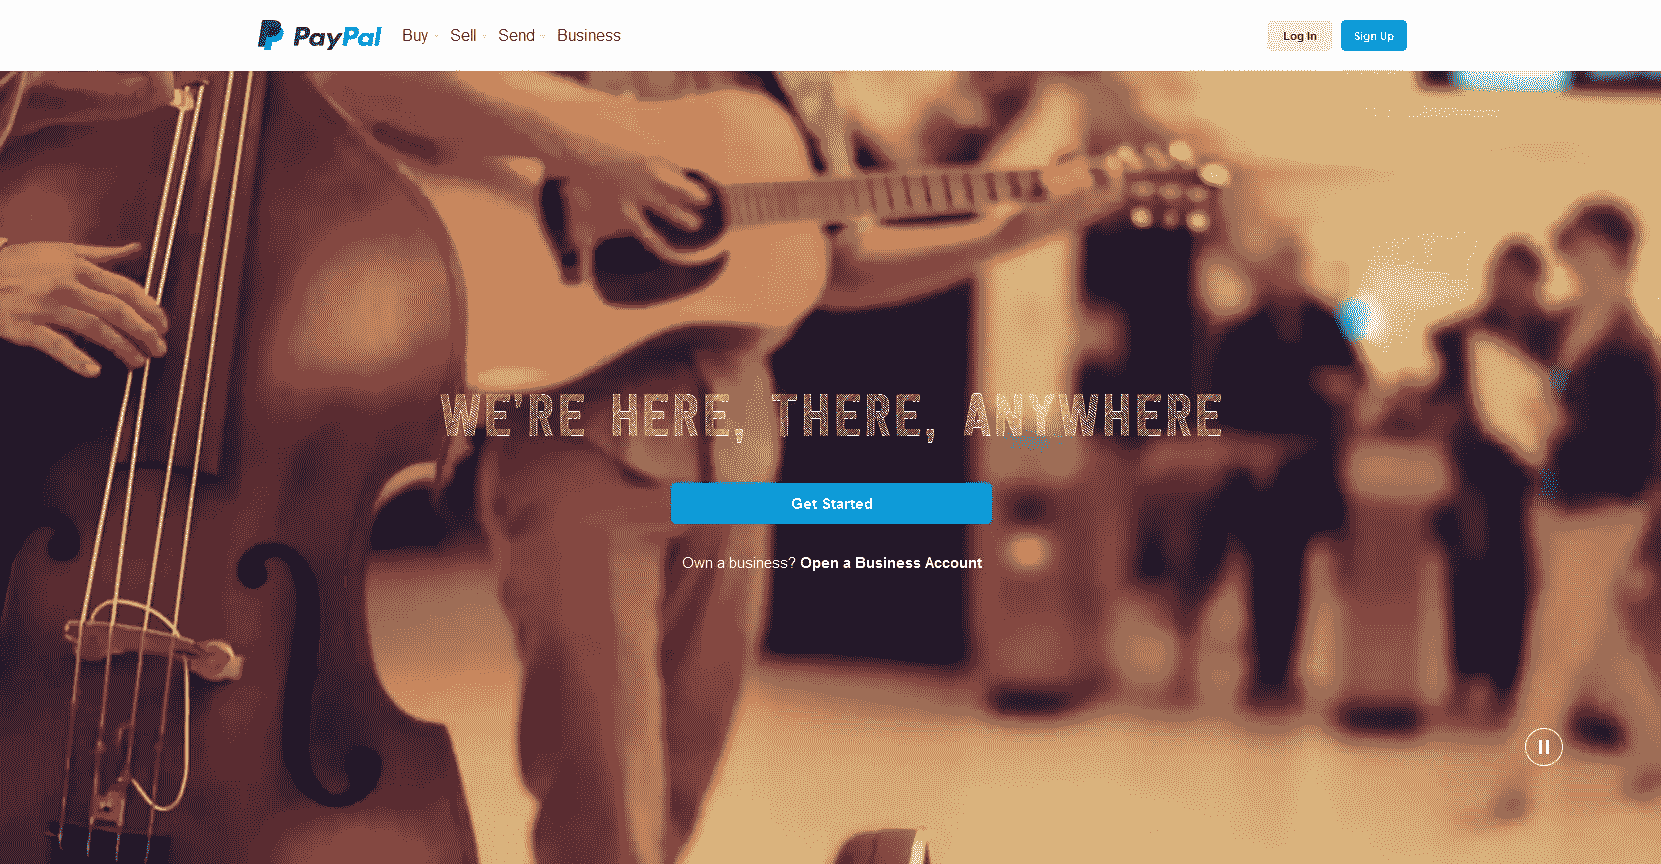 PayPal Buy Sell Send Business Log In Sign Up
WE'RE HERE, THERE, ANYWHERE
Get Started
Own a business? Open a Business Account